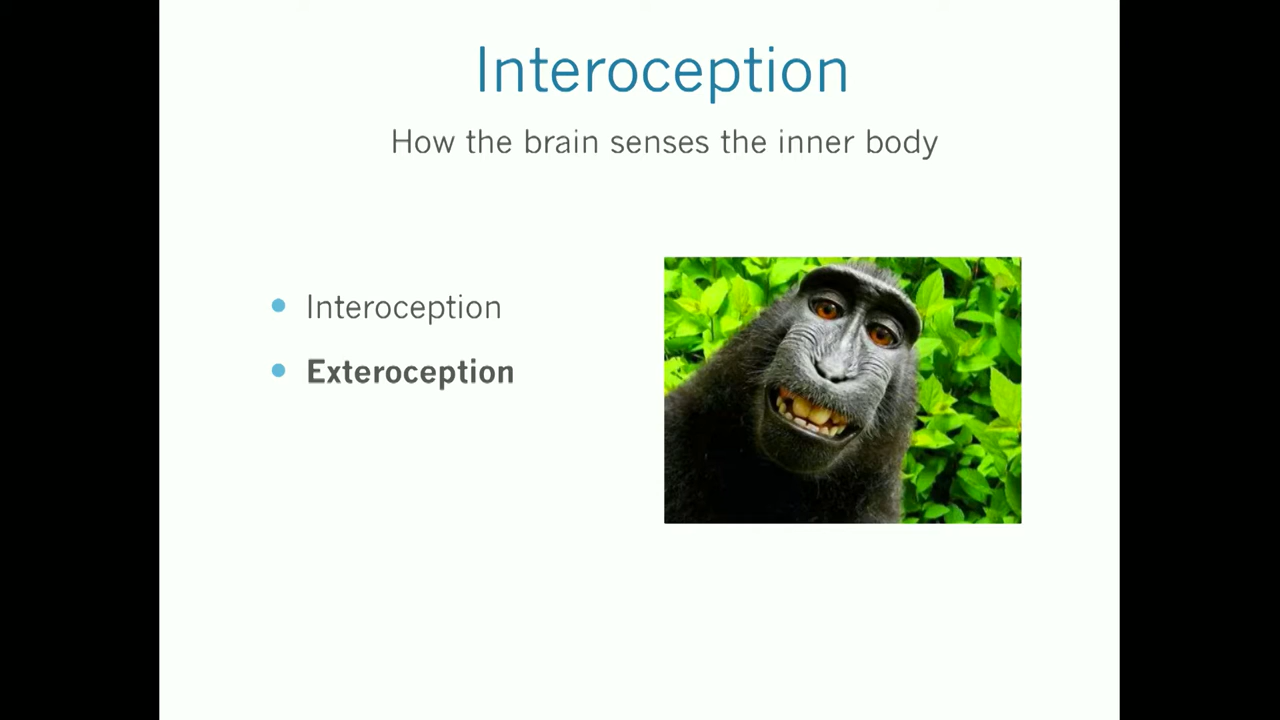 Interoception
How the brain senses the inner body
Interoception
Exteroception